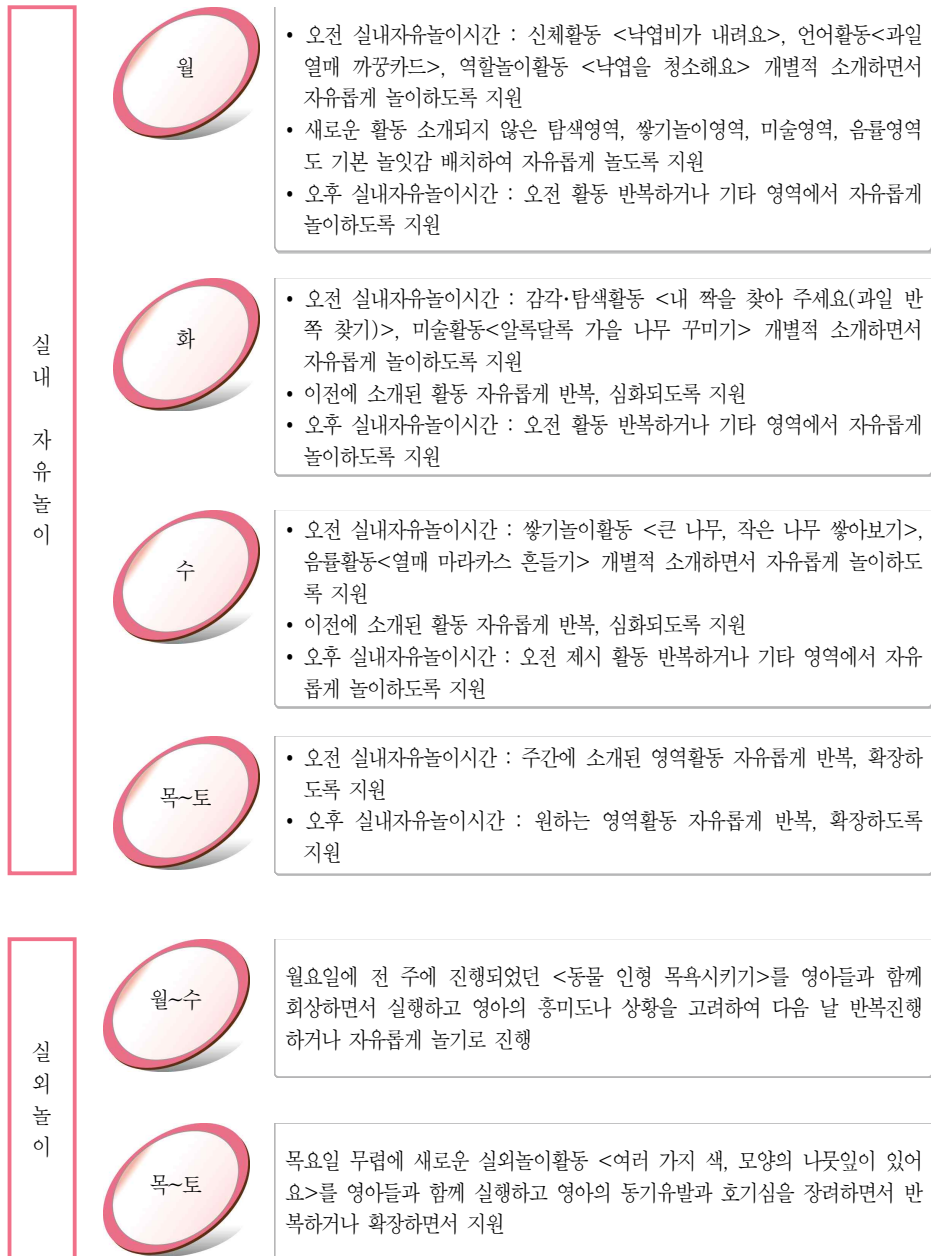 실내 자유놀이
월
• 오전 실내자유놀이시간 : 신체활동 <낙엽비가 내려요>, 언어활동<과일
열매 까꿍카드>, 역할놀이활동 <낙엽을 청소해요> 개별적 소개하면서
자유롭게 놀이하도록 지원
• 새로운 활동 소개되지 않은 탐색영역, 쌓기놀이영역, 미술영역, 음률영역
도 기본 놀잇감 배치하여 자유롭게 놀도록 지원
• 오후 실내자유놀이시간 : 오전 활동 반복하거나 기타 영역에서 자유롭게
놀이하도록 지원
화
• 오전 실내자유놀이시간 : 감각·탐색활동 <내 짝을 찾아 주세요(과일 반
쪽 찾기)>, 미술활동<알록달록 가을 나무 꾸미기> 개별적 소개하면서
자유롭게 놀이하도록 지원
• 이전에 소개된 활동 자유롭게 반복, 심화되도록 지원
• 오후 실내자유놀이시간 : 오전 활동 반복하거나 기타 영역에서 자유롭게
놀이하도록 지원
수
• 오전 실내자유놀이시간 : 쌓기놀이활동 <큰 나무, 작은 나무 쌓아보기>,
음률활동<열매 마라카스 흔들기> 개별적 소개하면서 자유롭게 놀이하도
록 지원
• 이전에 소개된 활동 자유롭게 반복, 심화되도록 지원
• 오후 실내자유놀이시간 : 오전 제시 활동 반복하거나 기타 영역에서 자유
롭게 놀이하도록 지원
목~토
• 오전 실내자유놀이시간 : 주간에 소개된 영역활동 자유롭게 반복, 확장하
도록 지원
• 오후 실내자유놀이시간 : 원하는 영역활동 자유롭게 반복, 확장하도록
지원
실외놀이
월~수
월요일에 전 주에 진행되었던 <동물 인형 목욕시키기>를 영아들과 함께
회상하면서 실행하고 영아의 흥미도나 상황을 고려하여 다음 날 반복진행
하거나 자유롭게 놀기로 진행
목~토
목요일 무렵에 새로운 실외놀이활동 <여러 가지 색, 모양의 나뭇잎이 있어
요>를 영아들과 함께 실행하고 영아의 동기유발과 호기심을 장려하면서 반
복하거나 확장하면서 지원